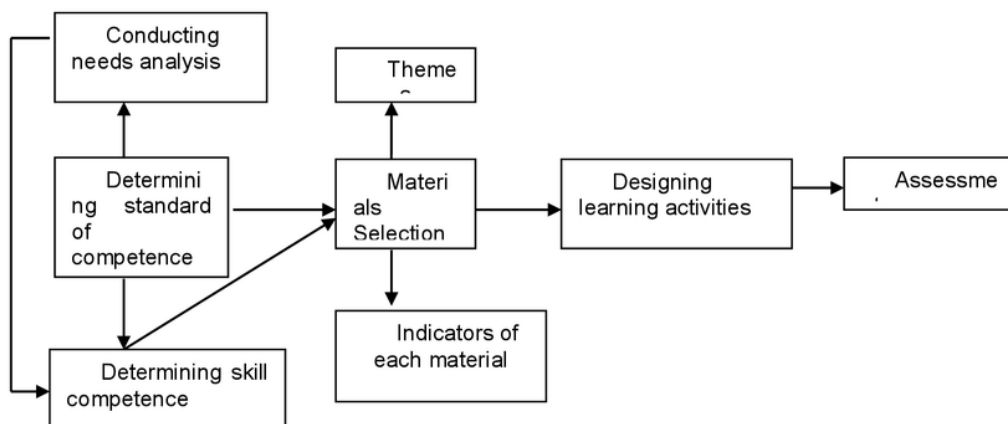 Conducting
needs analysis
Theme
Determini
ng standard
of
competence
Materi
als
Selection
Designing
learning activities
Assessme
Indicators of
each material
Determining skill
competence